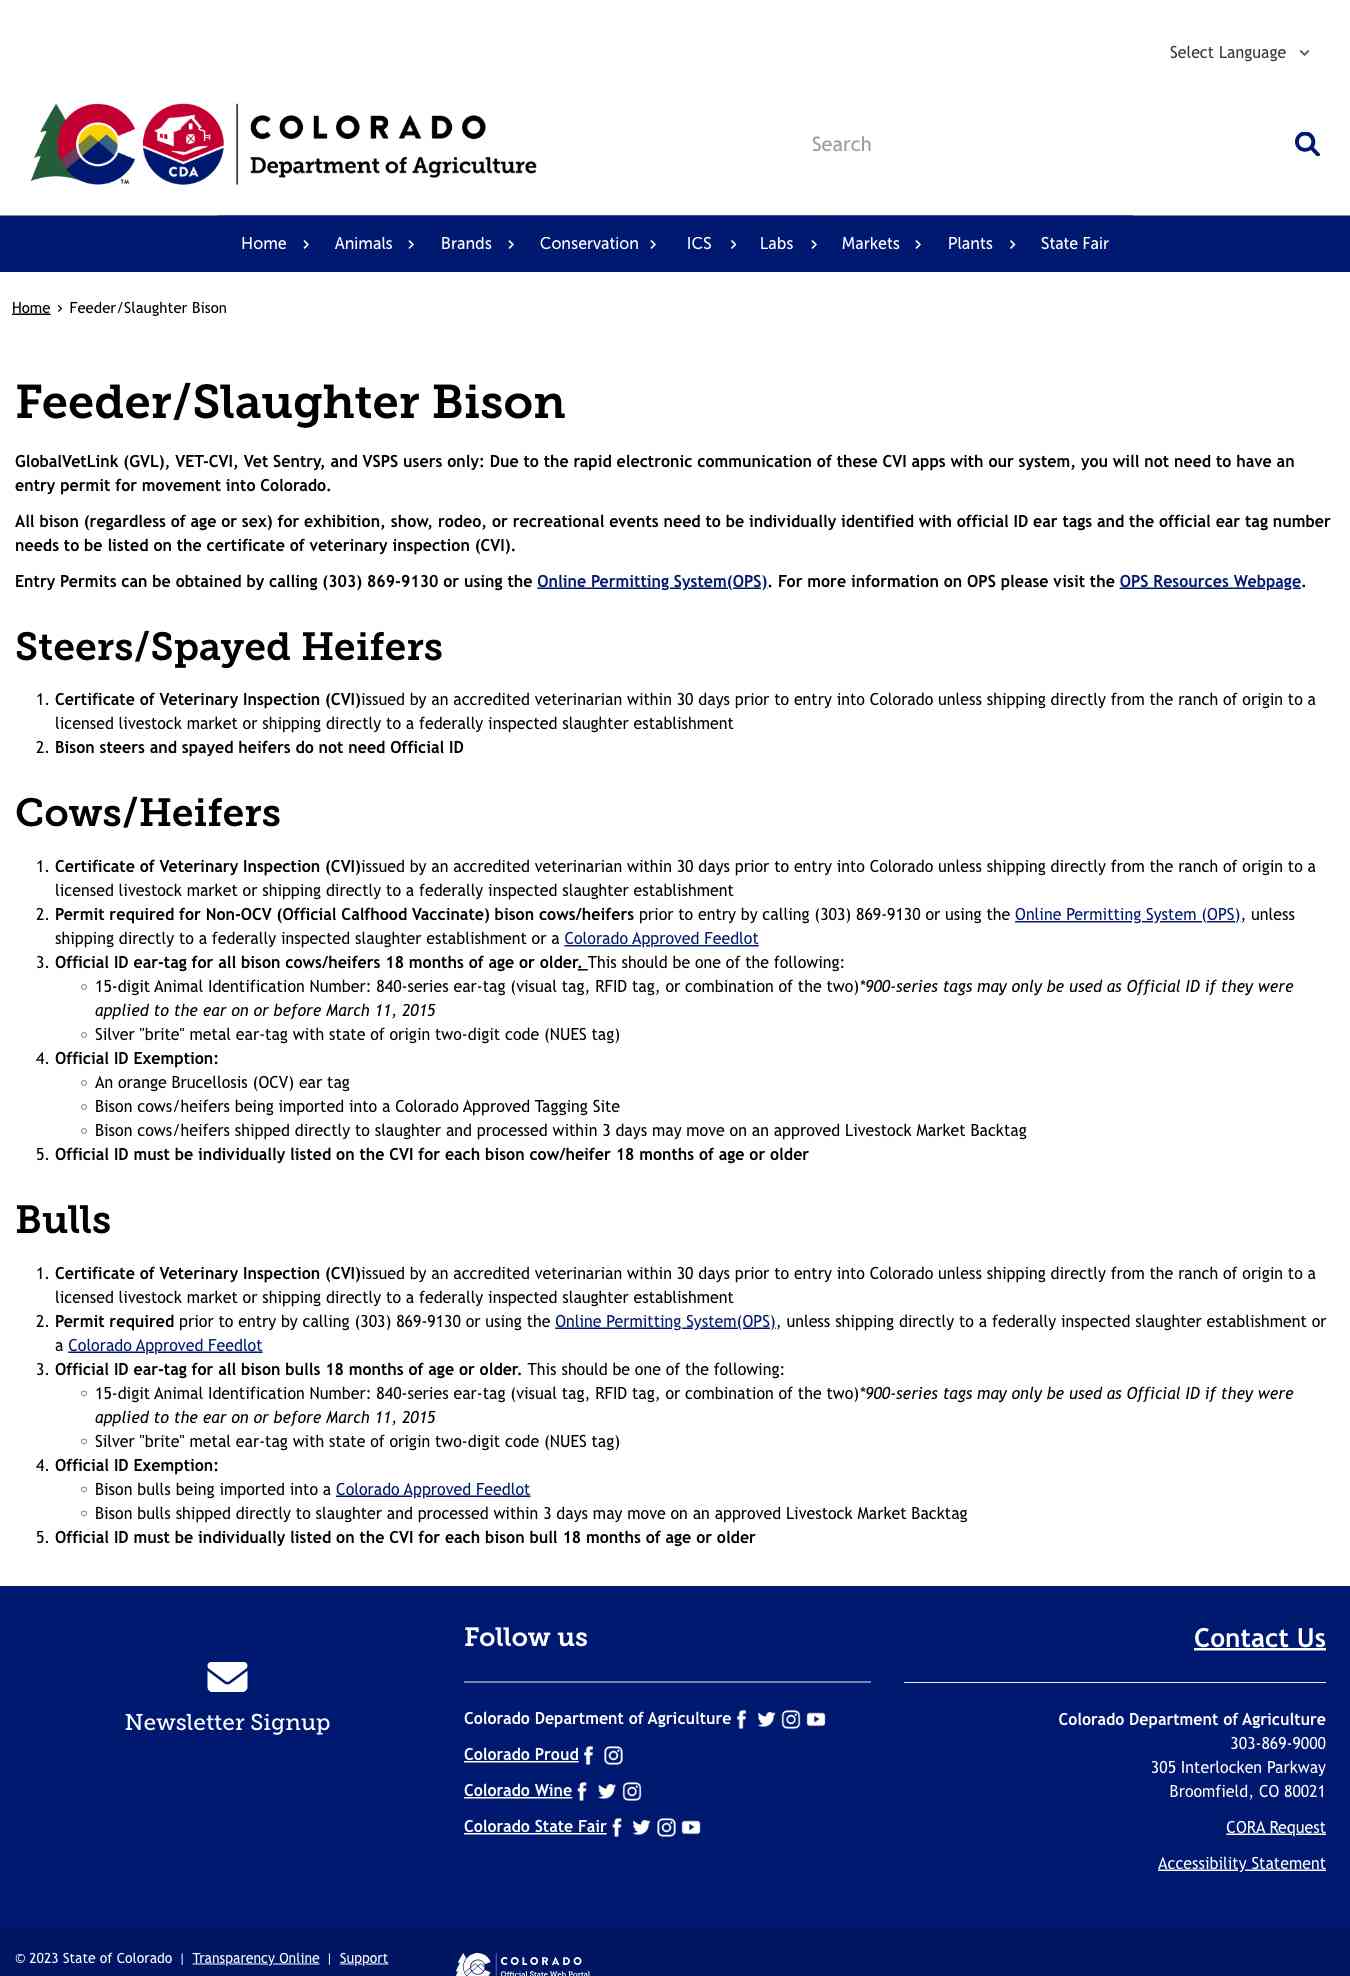 Select Language
COLORADO
Department of Agriculture
CDA
TM
Search
Home Animals Brands Conservation ICS Labs Markets Plants State Fair
Home › Feeder/Slaughter Bison
Feeder/Slaughter Bison
GlobalVetLink (GVL), VET-CVI, Vet Sentry, and VSPS users only: Due to the rapid electronic communication of these CVI apps with our system, you will not need to have an
entry permit for movement into Colorado.
All bison (regardless of age or sex) for exhibition, show, rodeo, or recreational events need to be individually identified with official ID ear tags and the official ear tag number
needs to be listed on the certificate of veterinary inspection (CVI).
Entry Permits can be obtained by calling (303) 869-9130 or using the Online Permitting System(OPS). For more information on OPS please visit the OPS Resources Webpage.
Steers/Spayed Heifers
1. Certificate of Veterinary Inspection (CVI)issued by an accredited veterinarian within 30 days prior to entry into Colorado unless shipping directly from the ranch of origin to a
licensed livestock market or shipping directly to a federally inspected slaughter establishment
2. Bison steers and spayed heifers do not need Official ID
Cows/Heifers
1. Certificate of Veterinary Inspection (CVI)issued by an accredited veterinarian within 30 days prior to entry into Colorado unless shipping directly from the ranch of origin to a
licensed livestock market or shipping directly to a federally inspected slaughter establishment
2. Permit required for Non-OCV (Official Calfhood Vaccinate) bison cows/heifers prior to entry by calling (303) 869-9130 or using the Online Permitting System (OPS), unless
shipping directly to a federally inspected slaughter establishment or a Colorado Approved Feedlot
3. Official ID ear-tag for all bison cows/heifers 18 months of age or older. This should be one of the following:
○ 15-digit Animal Identification Number: 840-series ear-tag (visual tag, RFID tag, or combination of the two)*900-series tags may only be used as Official ID if they were
applied to the ear on or before March 11, 2015
○ Silver "brite" metal ear-tag with state of origin two-digit code (NUES tag)
4. Official ID Exemption:
○ An orange Brucellosis (OCV) ear tag
○ Bison cows/heifers being imported into a Colorado Approved Tagging Site
○ Bison cows/heifers shipped directly to slaughter and processed within 3 days may move on an approved Livestock Market Backtag
5. Official ID must be individually listed on the CVI for each bison cow/heifer 18 months of age or older
Bulls
1. Certificate of Veterinary Inspection (CVI)issued by an accredited veterinarian within 30 days prior to entry into Colorado unless shipping directly from the ranch of origin to a
licensed livestock market or shipping directly to a federally inspected slaughter establishment
2. Permit required prior to entry by calling (303) 869-9130 or using the Online Permitting System(OPS), unless shipping directly to a federally inspected slaughter establishment or
a Colorado Approved Feedlot
3. Official ID ear-tag for all bison bulls 18 months of age or older. This should be one of the following:
○ 15-digit Animal Identification Number: 840-series ear-tag (visual tag, RFID tag, or combination of the two)*900-series tags may only be used as Official ID if they were
applied to the ear on or before March 11, 2015
○ Silver "brite" metal ear-tag with state of origin two-digit code (NUES tag)
4. Official ID Exemption:
○ Bison bulls being imported into a Colorado Approved Feedlot
○ Bison bulls shipped directly to slaughter and processed within 3 days may move on an approved Livestock Market Backtag
5. Official ID must be individually listed on the CVI for each bison bull 18 months of age or older
Newsletter Signup
Follow us
Colorado Department of Agriculture
Colorado Proud
Colorado Wine
Colorado State Fair
Contact Us
Colorado Department of Agriculture
303-869-9000
305 Interlocken Parkway
Broomfield, CO 80021
CORA Request
Accessibility Statement
© 2023 State of Colorado | Transparency Online | Support
COLORADO
Official State Web Portal